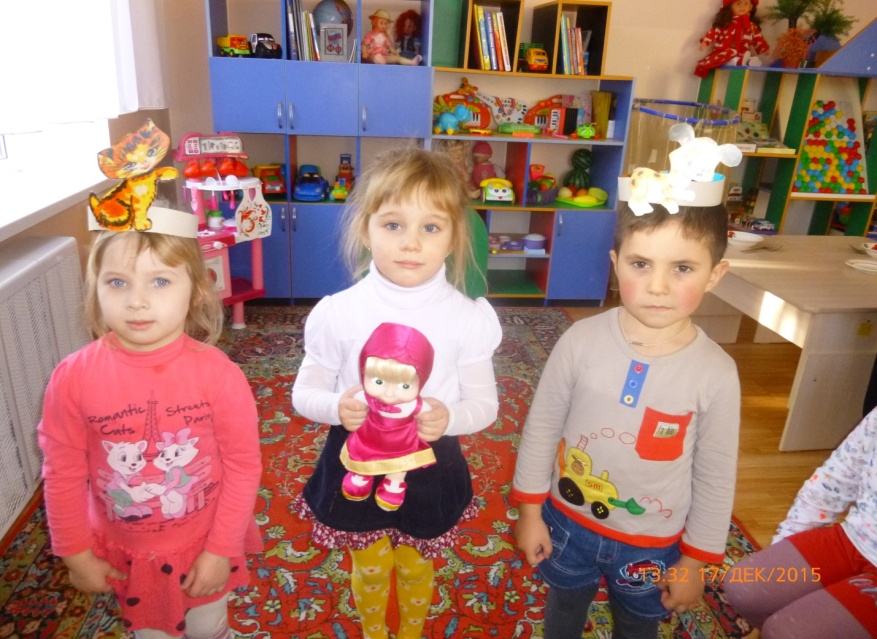 Romantic Streets
Cats Paris
13:32 17/ДЕК/2015